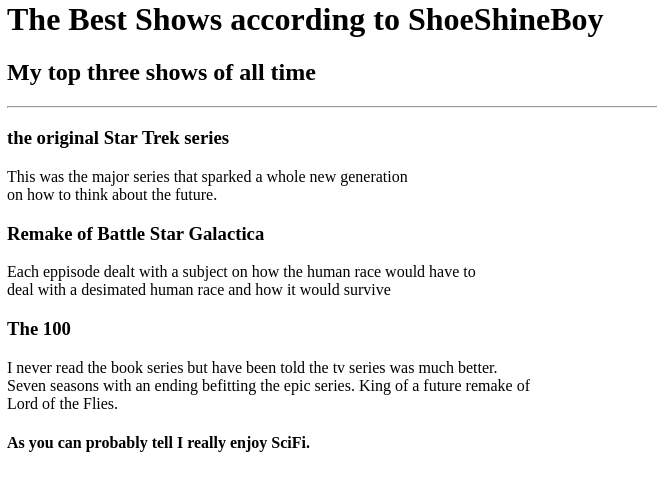 The Best Shows according to ShoeShineBoy
My top three shows of all time
the original Star Trek series
This was the major series that sparked a whole new generation
on how to think about the future.
Remake of Battle Star Galactica
Each eppisode dealt with a subject on how the human race would have to
deal with a desimated human race and how it would survive
The 100
I never read the book series but have been told the tv series was much better.
Seven seasons with an ending befitting the epic series. King of a future remake of
Lord of the Flies.
As you can probably tell I really enjoy SciFi.